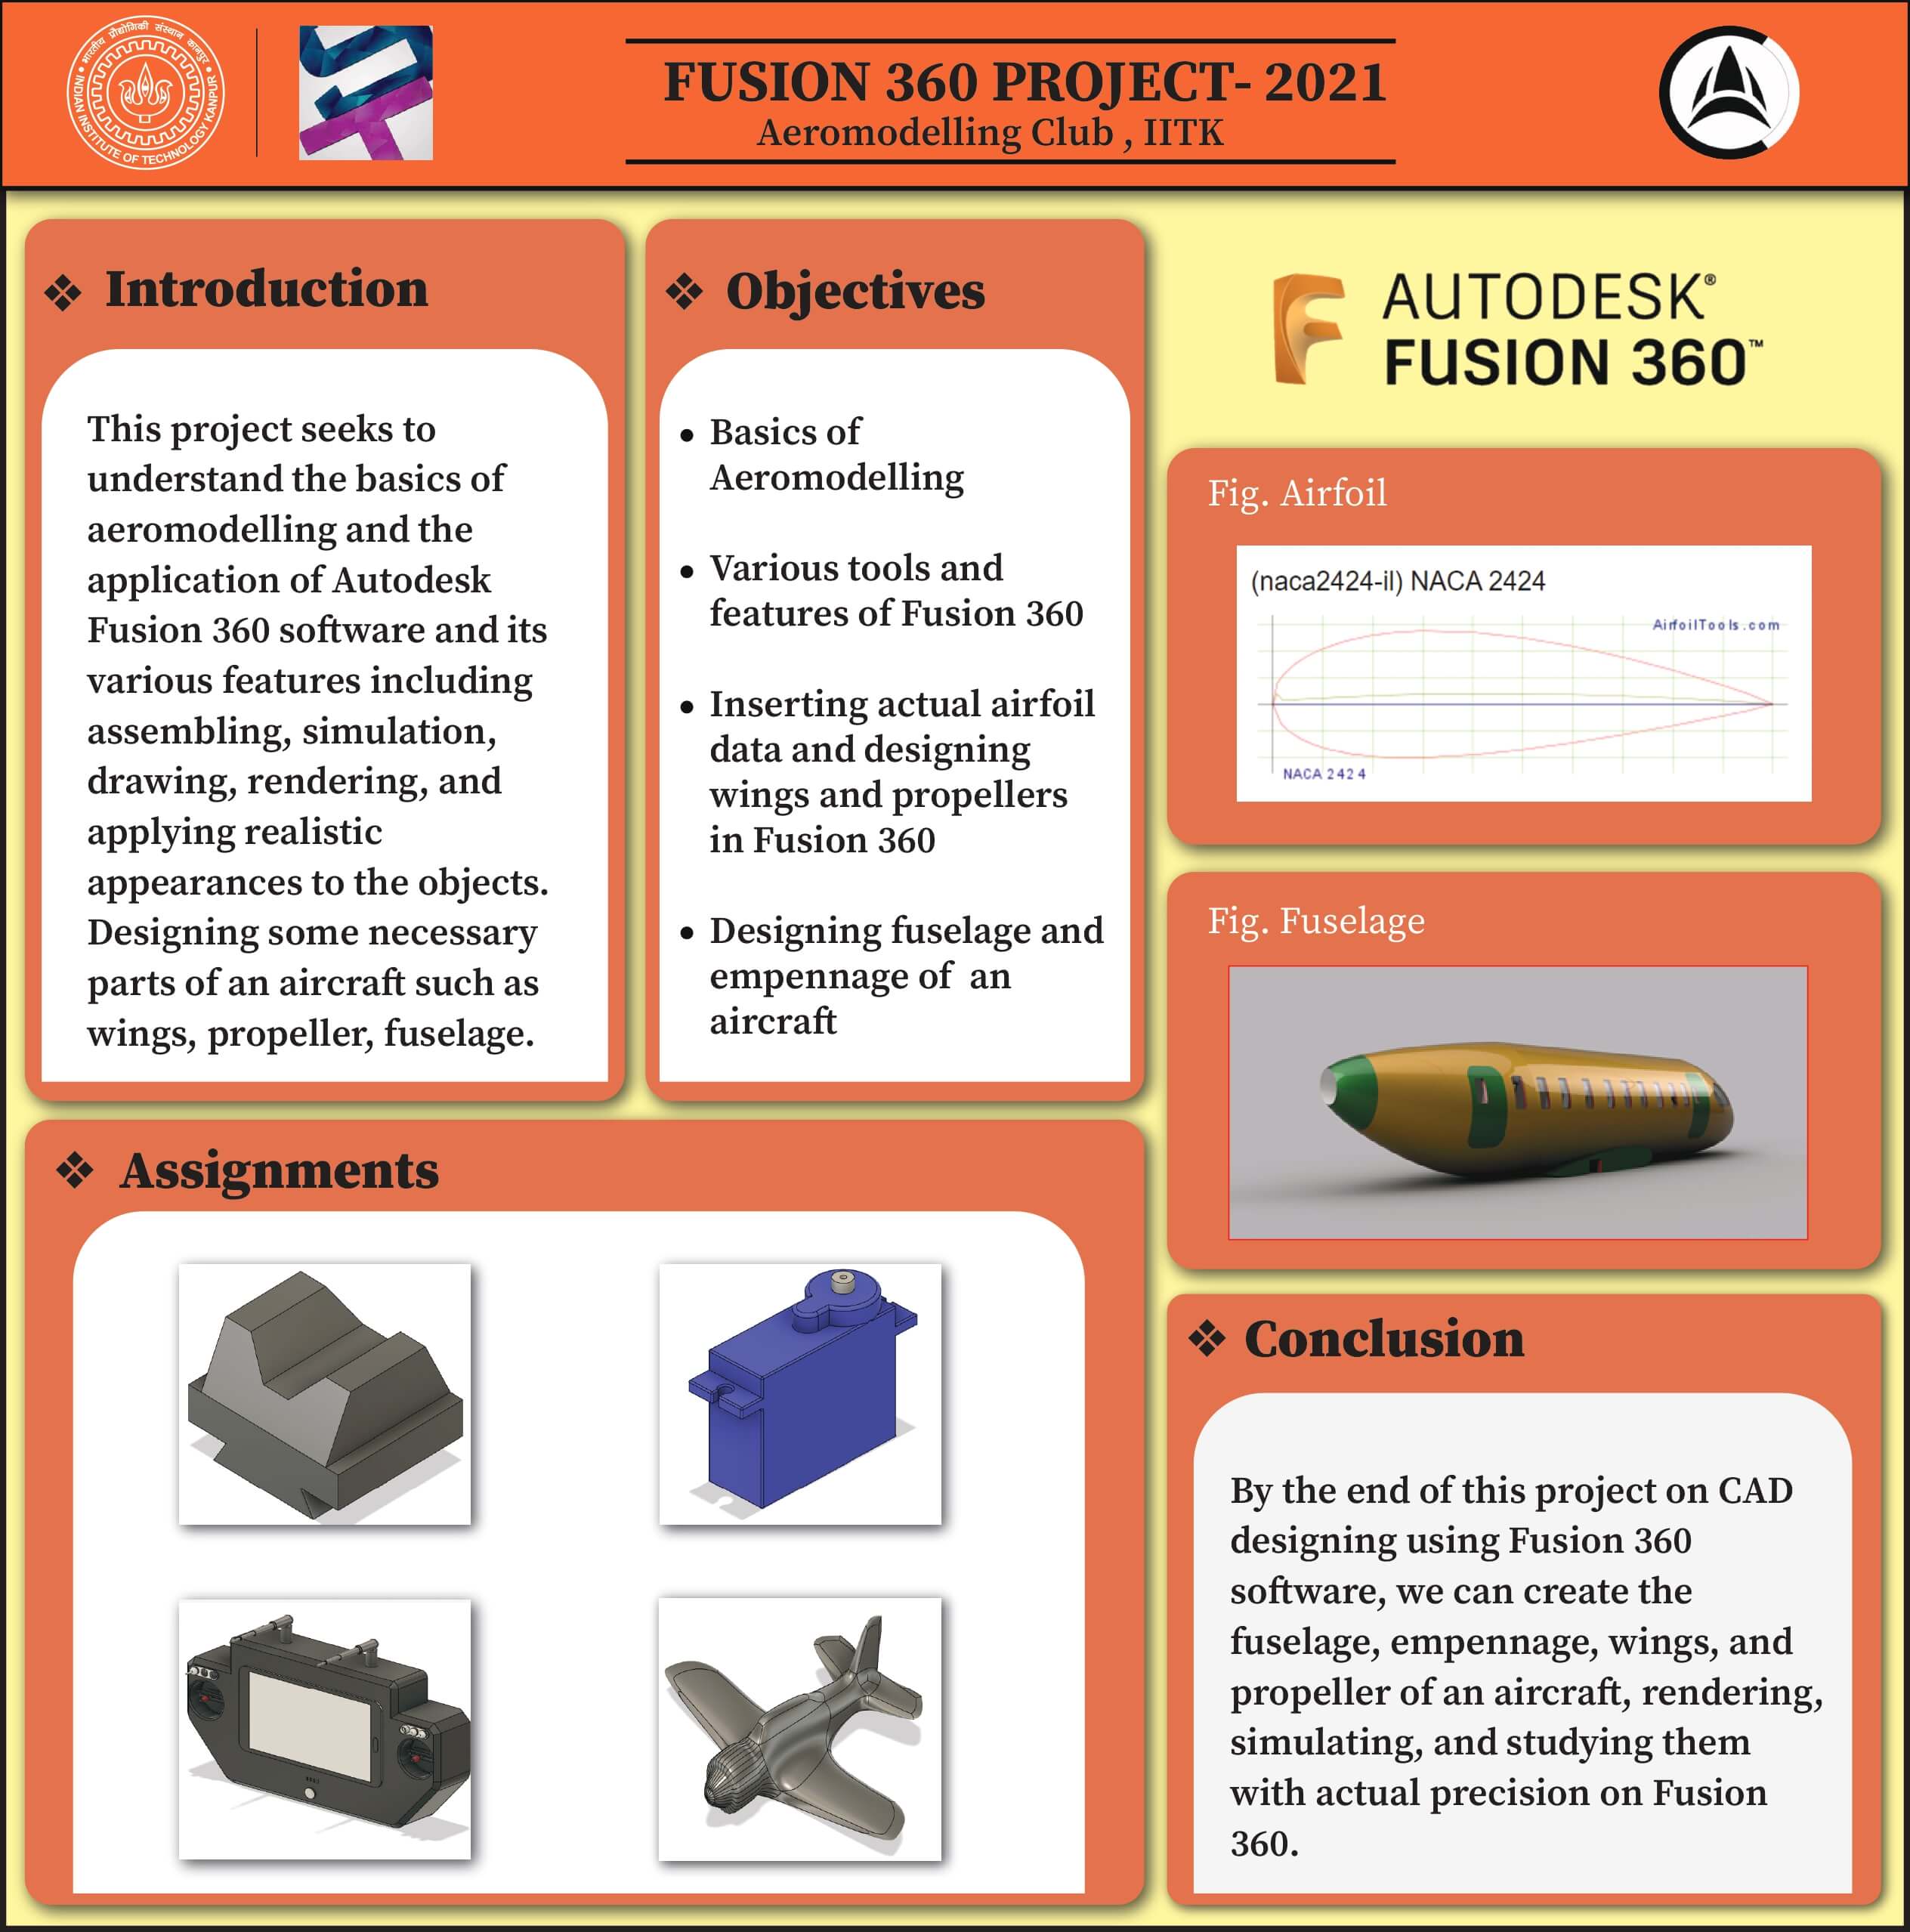 भारतीय प्रौद्योगिकी संस्थान कानपुर
INDIAN INSTITUTE OF TECHNOLOGY KANPUR
FUSION 360 PROJECT- 2021
Aeromodelling Club , IITK
❖ Introduction
This project seeks to
understand the basics of
aeromodelling and the
application of Autodesk
Fusion 360 software and its
various features including
assembling, simulation,
drawing, rendering, and
applying realistic
appearances to the objects.
Designing some necessary
parts of an aircraft such as
wings, propeller, fuselage.
❖ Objectives
• Basics of
Aeromodelling
• Various tools and
features of Fusion 360
• Inserting actual airfoil
data and designing
wings and propellers
in Fusion 360
• Designing fuselage and
empennage of  an
aircraft
AUTODESK®
FUSION 360™
Fig. Airfoil
(naca2424-il) NACA 2424
AirfoilTools.com
NACA 2424
Fig. Fuselage
❖ Assignments
❖ Conclusion
By the end of this project on CAD
designing using Fusion 360
software, we can create the
fuselage, empennage, wings, and
propeller of an aircraft, rendering,
simulating, and studying them
with actual precision on Fusion
360.